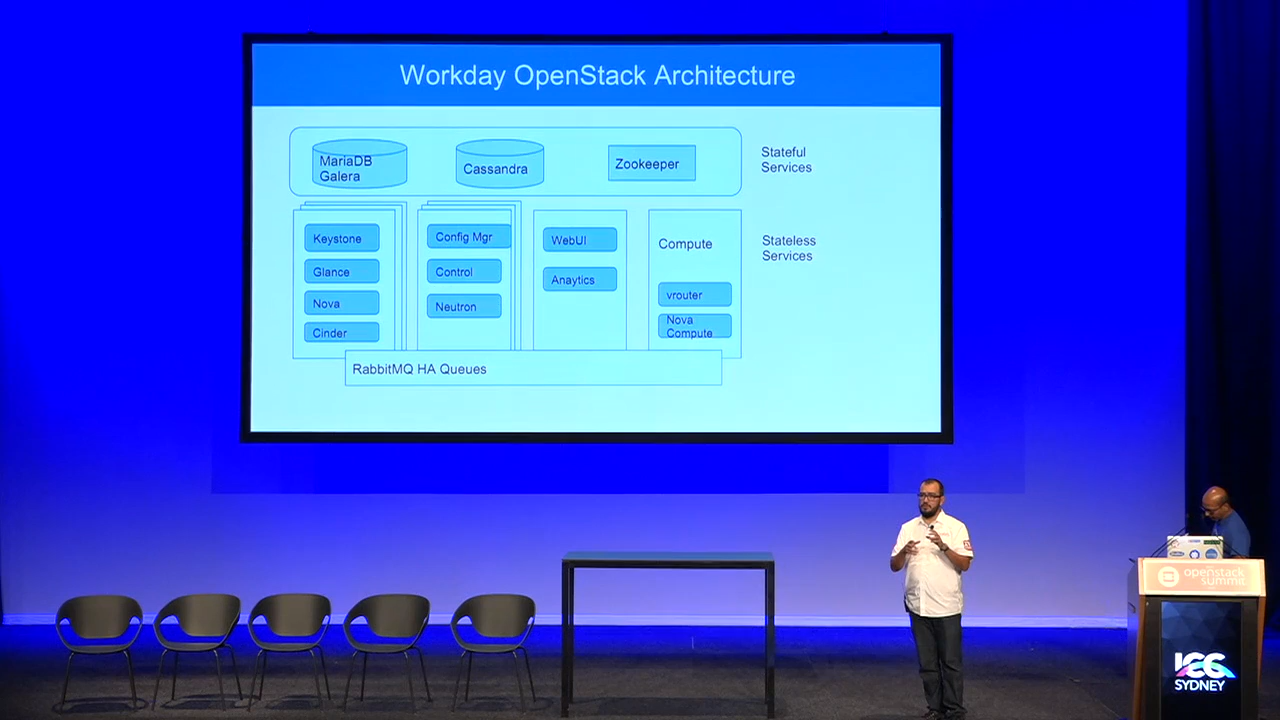 Workday OpenStack Architecture
MariaDB
Galera
Cassandra
Zookeeper
Stateful
Services
Keystone
Glance
Nova
Cinder
Config Mgr
Control
Neutron
WebUI
Anaytics
Compute
vrouter
Nova
Compute
Stateless
Services
RabbitMQ HA Queues
openstack
summit
ICC
SYDNEY